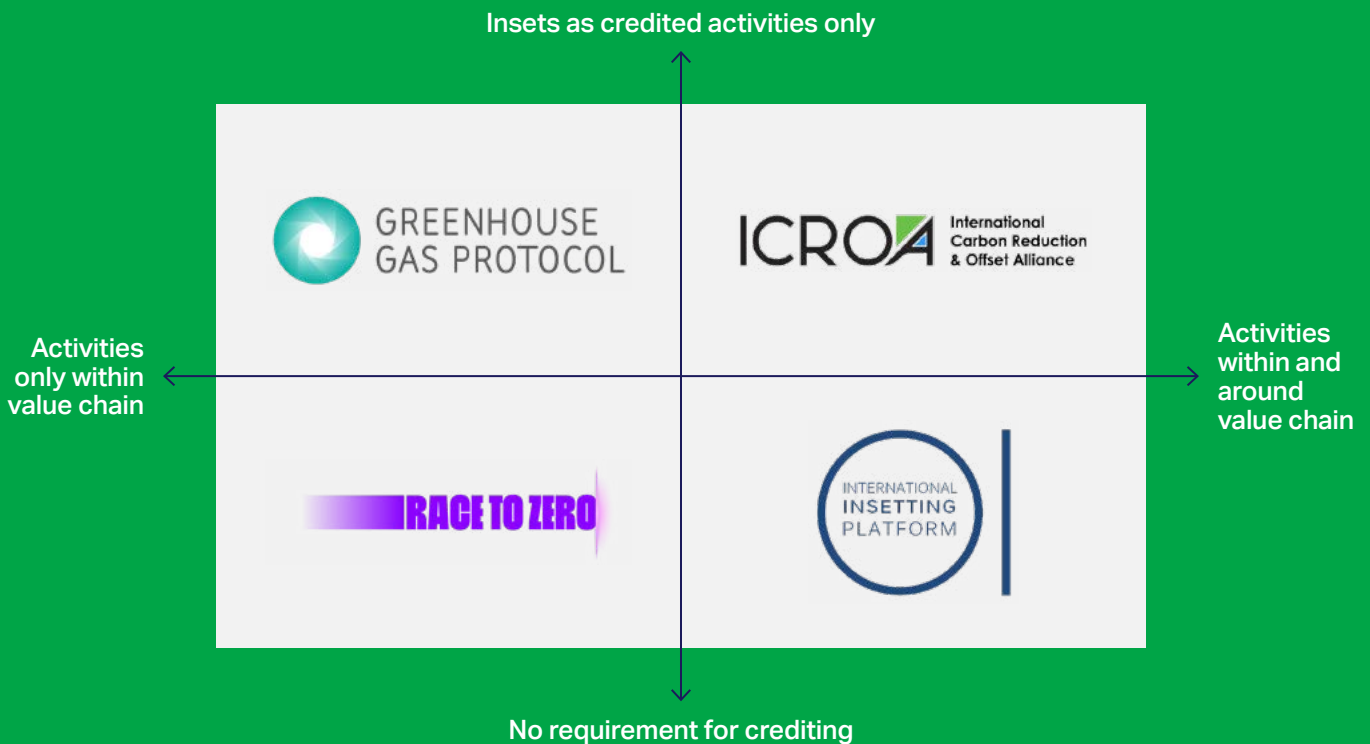 Insets as credited activities only
GREENHOUSE
GAS PROTOCOL
ICROA
International
Carbon Reduction
& Offset Alliance
Activities
only within
value chain
Activities
within and
around
value chain
RACE TO ZERO
INTERNATIONAL
INSETTING
PLATFORM
No requirement for crediting